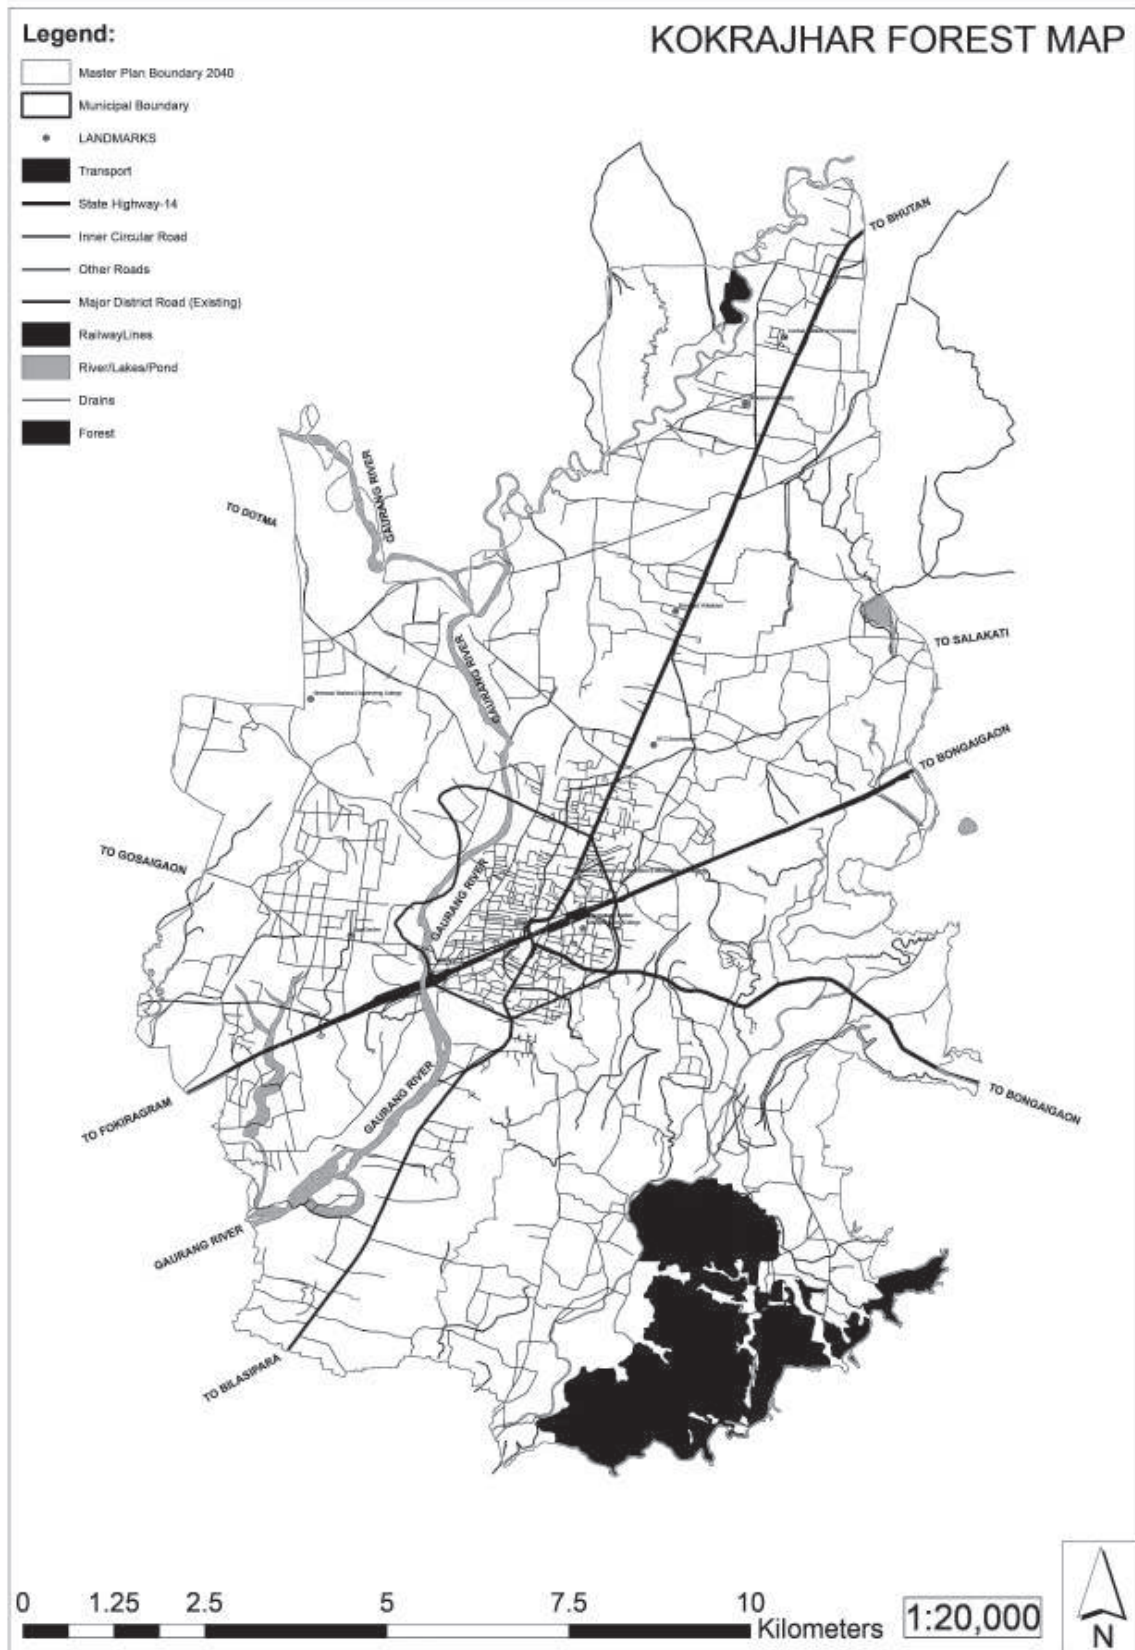 Legend:
KOKRAJHAR FOREST MAP
Master Plan Boundary 2040
Municipal Boundary
LANDMARKS
Transport
State Highway-14
Inner Circular Road
Other Roads
Major District Road (Existing)
RailwayLines
River/Lakes/Pond
Drains
Forest
TO BHUTAN
GAURANG RIVER
TO DOTMA
TO SALAKATI
GAURANG RIVER
TO BONGAIGAON
TO GOSAIGAON
GAURANG RIVER
GAURANG RIVER
TO FOKIRAGRAM
TO BONGAIGAON
GAURANG RIVER
TO BILASIPARA
0 1.25 2.5 5 7.5 10
Kilometers
1:20,000
N